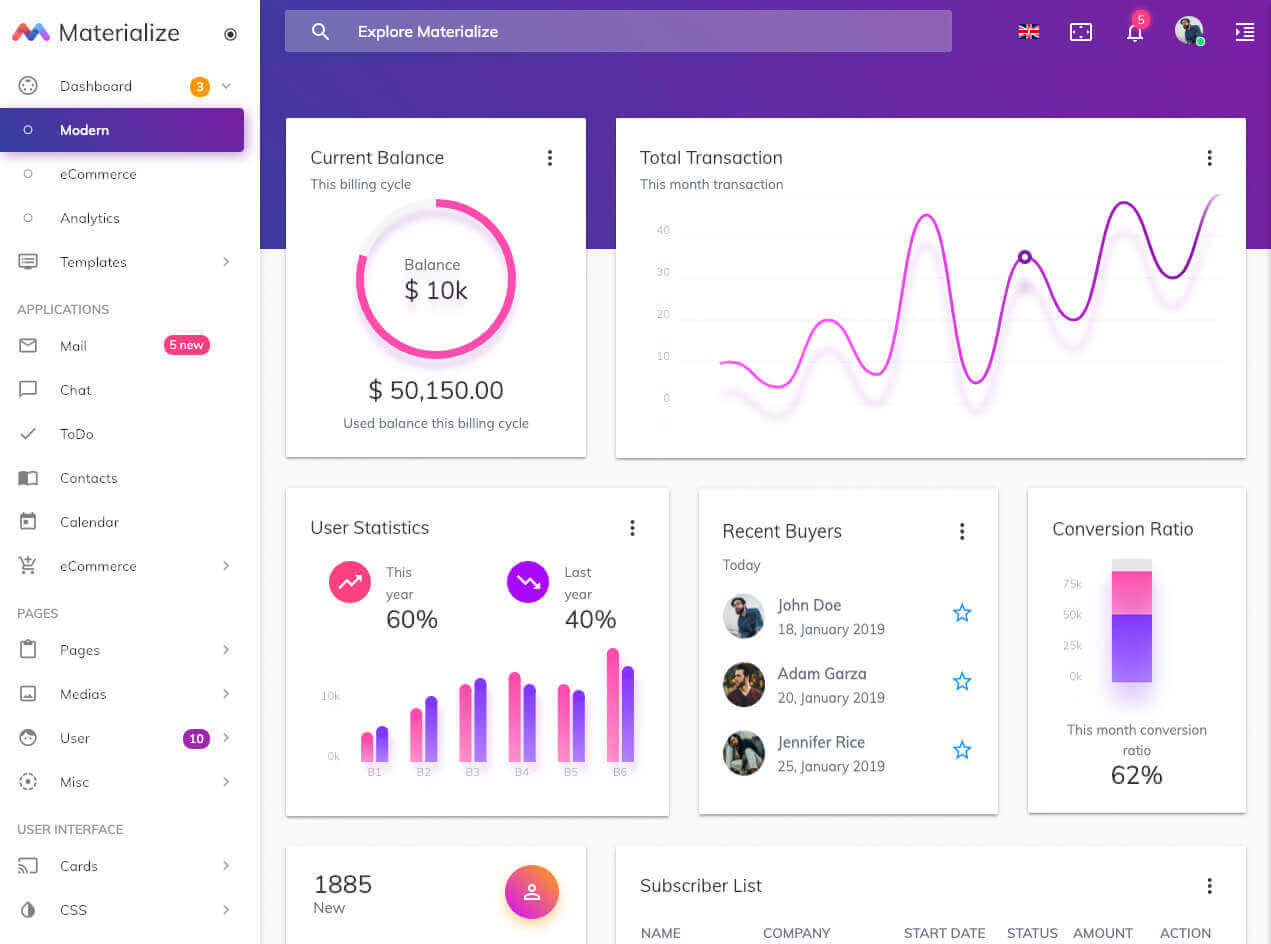 Materialize
Dashboard 3
Modern
eCommerce
Analytics
Templates
APPLICATIONS
Mail 5 new
Chat
ToDo
Contacts
Calendar
eCommerce
PAGES
Pages
Medias
User 10
Misc
USER INTERFACE
Cards
CSS
Explore Materialize
5
Current Balance
This billing cycle
Balance
$ 10k
$ 50,150.00
Used balance this billing cycle
Total Transaction
This month transaction
40
30
20
10
0
User Statistics
This
year
60%
Last
year
40%
10k
0k
B1 B2 B3 B4 B5 B6
Recent Buyers
Today
John Doe
18, January 2019
Adam Garza
20, January 2019
Jennifer Rice
25, January 2019
Conversion Ratio
75k
50k
25k
0k
This month conversion
ratio
62%
1885
New
Subscriber List
NAME COMPANY START DATE STATUS AMOUNT ACTION